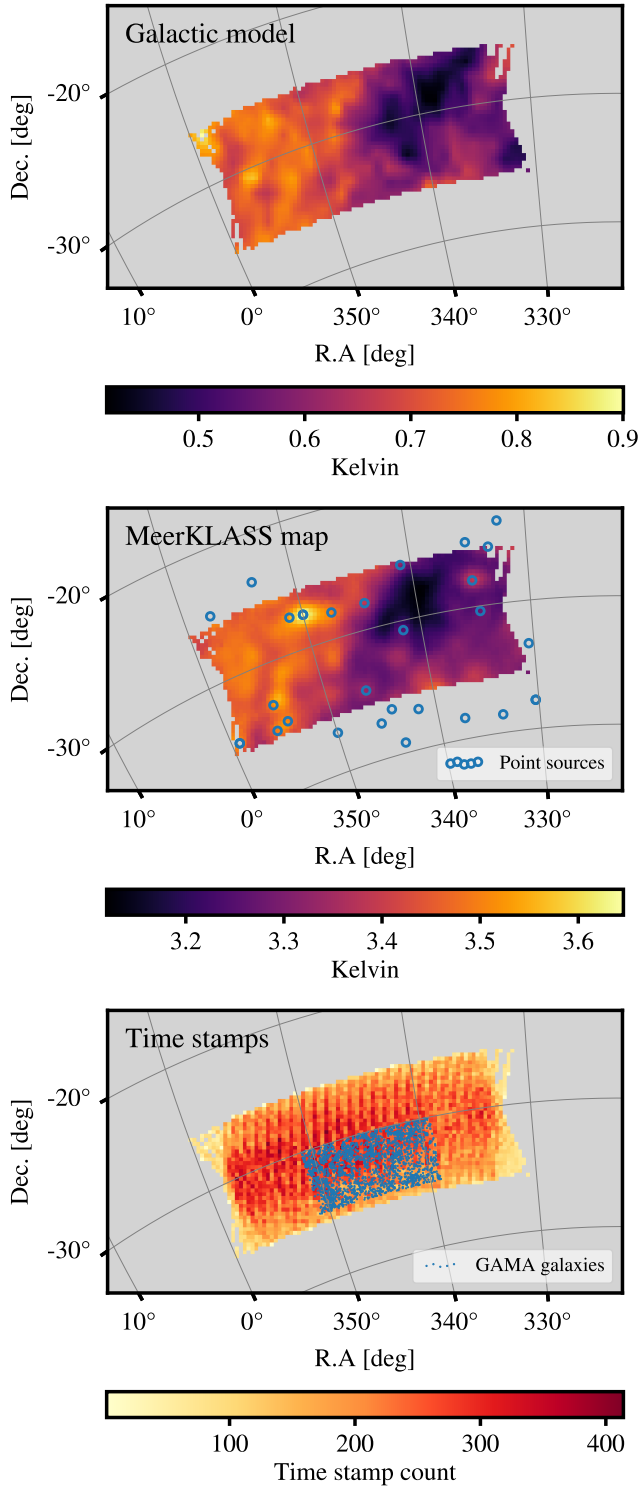 Galactic model
-20°
-30°
Dec. [deg]
10° 0° 350° 340° 330°
R.A [deg]
0.5 0.6 0.7 0.8 0.9
Kelvin
MeerKLASS map
-20°
-30°
Dec. [deg]
Point sources
10° 0° 350° 340° 330°
R.A [deg]
3.2 3.3 3.4 3.5 3.6
Kelvin
Time stamps
-20°
-30°
Dec. [deg]
GAMA galaxies
10° 0° 350° 340° 330°
R.A [deg]
100 200 300 400
Time stamp count